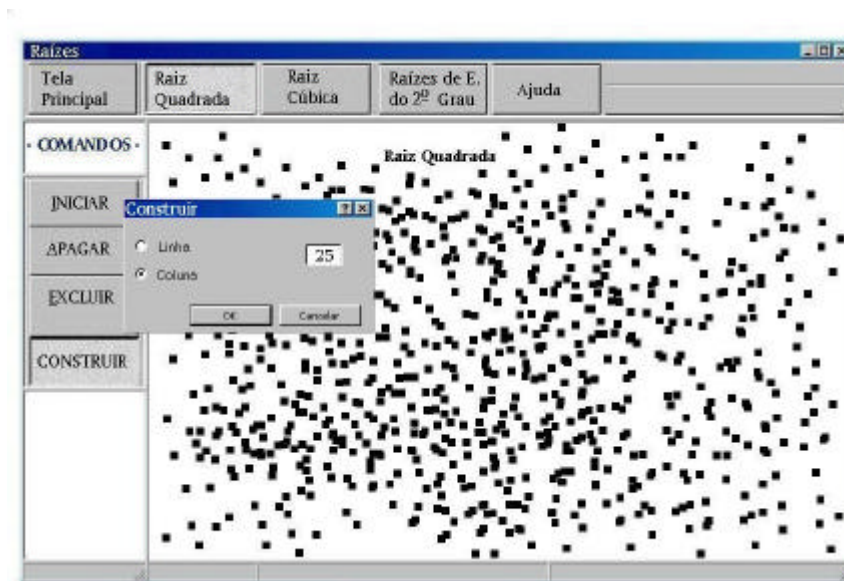 Raízes
Tela
Principal
Raiz
Quadrada
Raiz
Cúbica
Raízes de E.
do 2º Grau
Ajuda
- COMANDOS -
Raiz Quadrada
INICIAR
APAGAR
EXCLUIR
CONSTRUIR
Construir
Linha
25
Coluna
OK
Cancelar